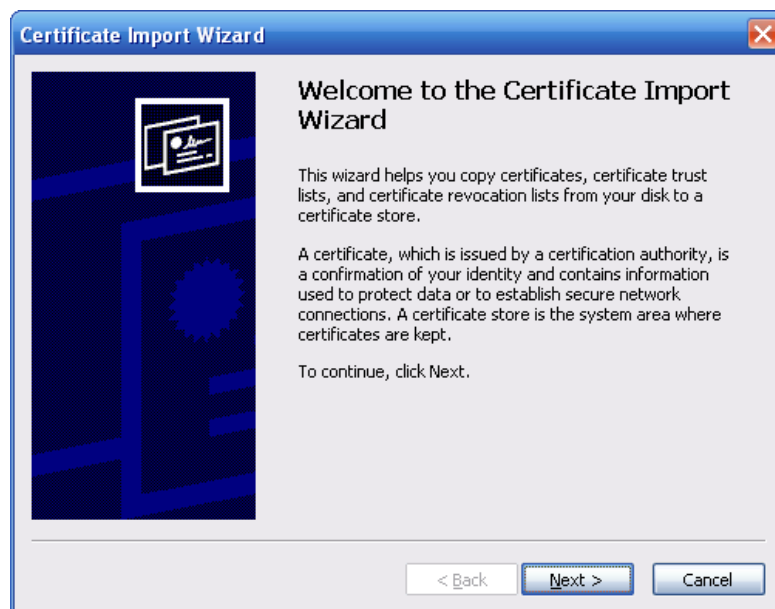 Certificate Import Wizard
Welcome to the Certificate Import
Wizard
This wizard helps you copy certificates, certificate trust
lists, and certificate revocation lists from your disk to a
certificate store.
A certificate, which is issued by a certification authority, is
a confirmation of your identity and contains information
used to protect data or to establish secure network
connections. A certificate store is the system area where
certificates are kept.
To continue, click Next.
< Back
Next >
Cancel